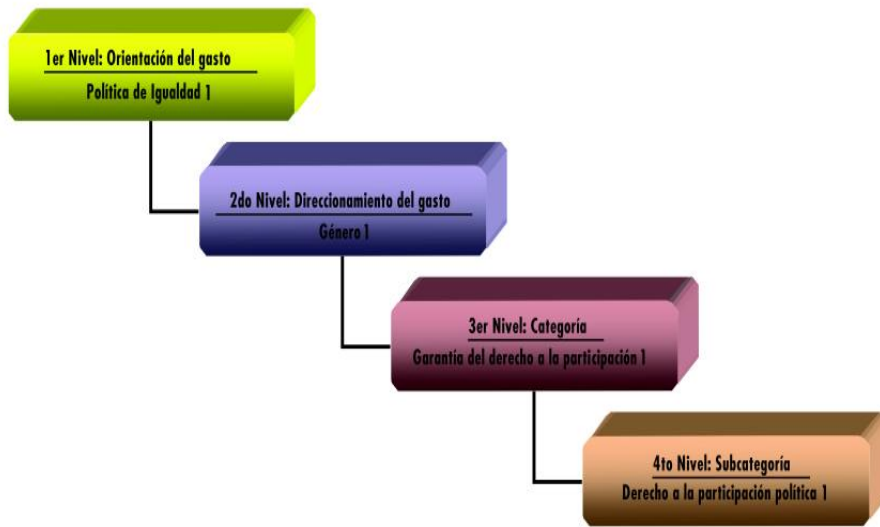 1er Nivel: Orientación del gasto
Política de Igualdad 1
2do Nivel: Direccionamiento del gasto
Género 1
3er Nivel: Categoría
Garantía del derecho a la participación 1
4to Nivel: Subcategoría
Derecho a la participación política 1